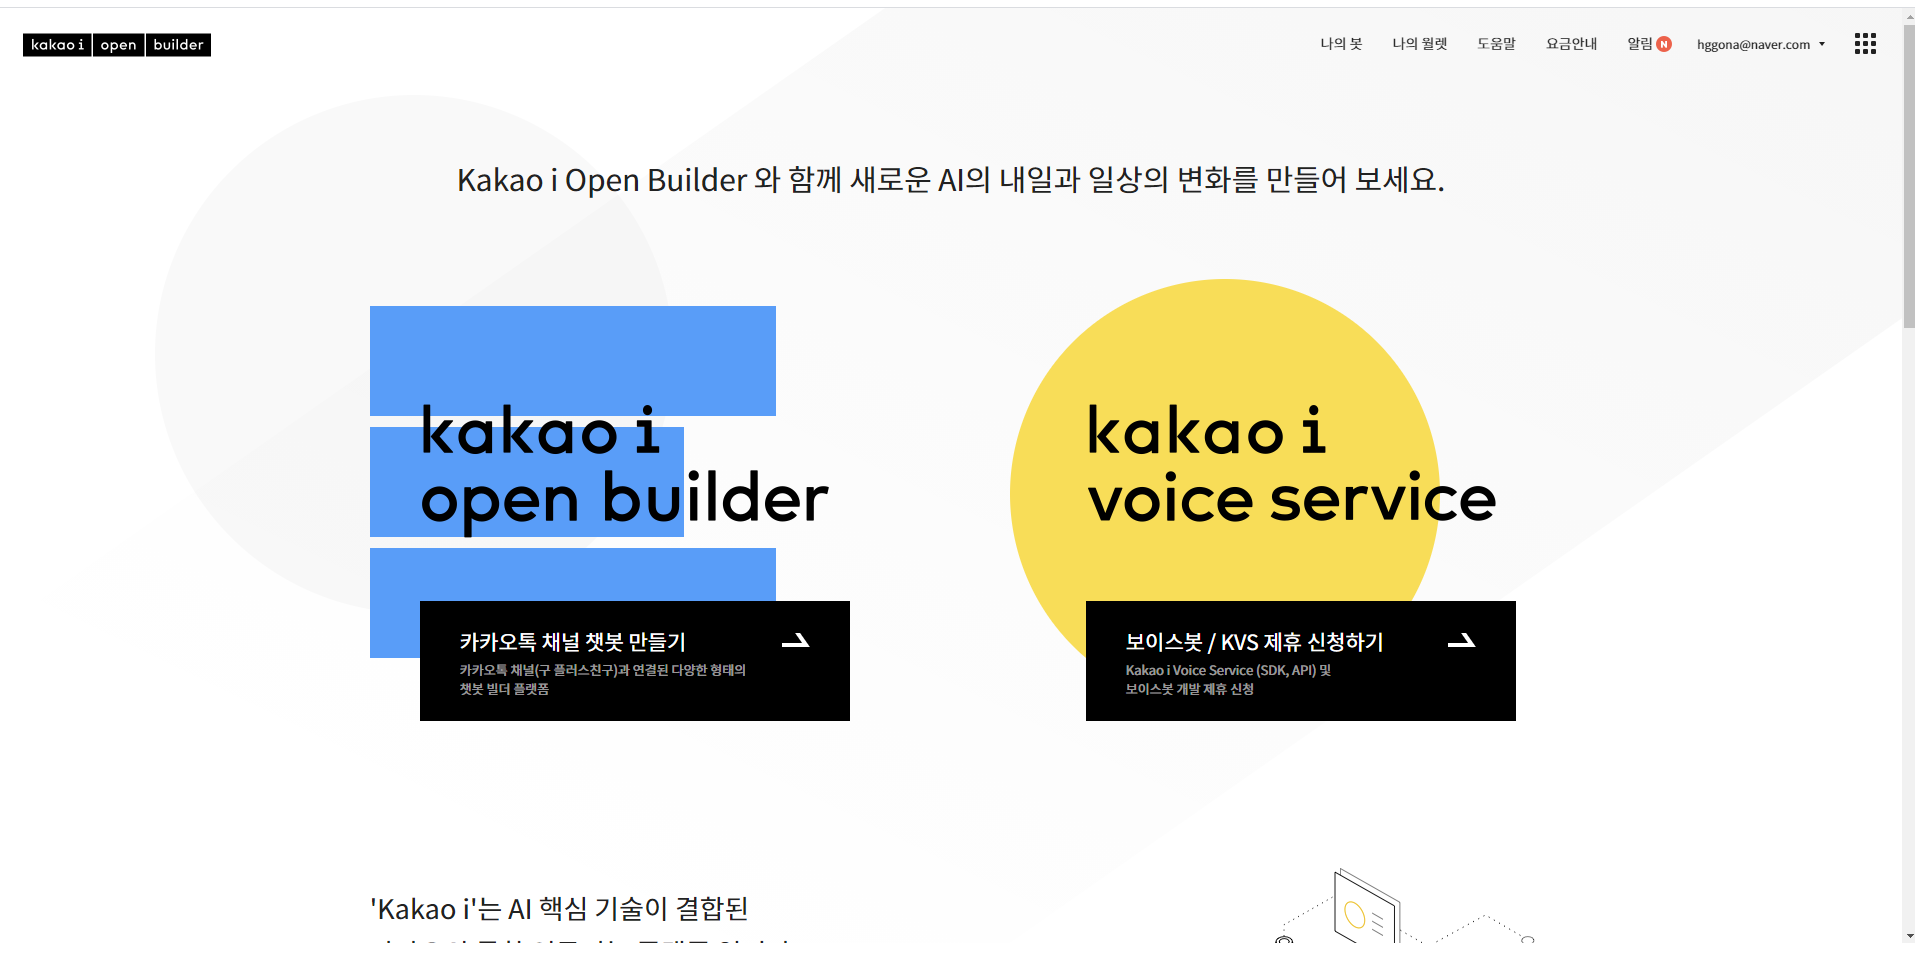 kakao i open builder
나의 봇 나의 월렛 도움말 요금안내 알림 N hggona@naver.com
Kakao i Open Builder 와 함께 새로운 AI의 내일과 일상의 변화를 만들어 보세요.
kakao i
open builder
카카오톡 채널 챗봇 만들기
카카오톡 채널(구 플러스친구)과 연결된 다양한 형태의
챗봇 빌더 플랫폼
kakao i
voice service
보이스봇 / KVS 제휴 신청하기
Kakao i Voice Service (SDK, API) 및
보이스봇 개발 제휴 신청
'Kakao i'는 AI 핵심 기술이 결합된